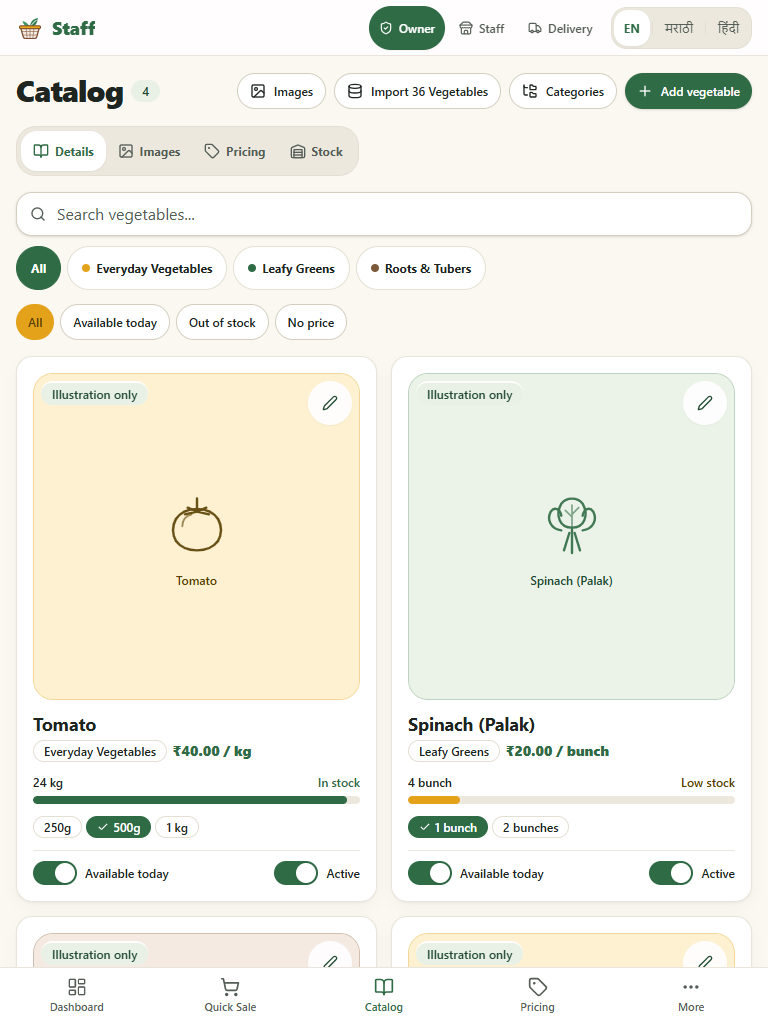 Staff
Owner
Staff
Delivery
EN
मराठी
हिंदी
Catalog 4
Images
Import 36 Vegetables
Categories
Add vegetable
Details
Images
Pricing
Stock
Search vegetables...
All
Everyday Vegetables
Leafy Greens
Roots & Tubers
All
Available today
Out of stock
No price
Illustration only
Tomato
Tomato
Everyday Vegetables ₹40.00 / kg
24 kg In stock
250g 500g 1 kg
Available today Active
Illustration only
Spinach (Palak)
Spinach (Palak)
Leafy Greens ₹20.00 / bunch
4 bunch Low stock
1 bunch 2 bunches
Available today Active
Illustration only
Illustration only
Dashboard
Quick Sale
Catalog
Pricing
More